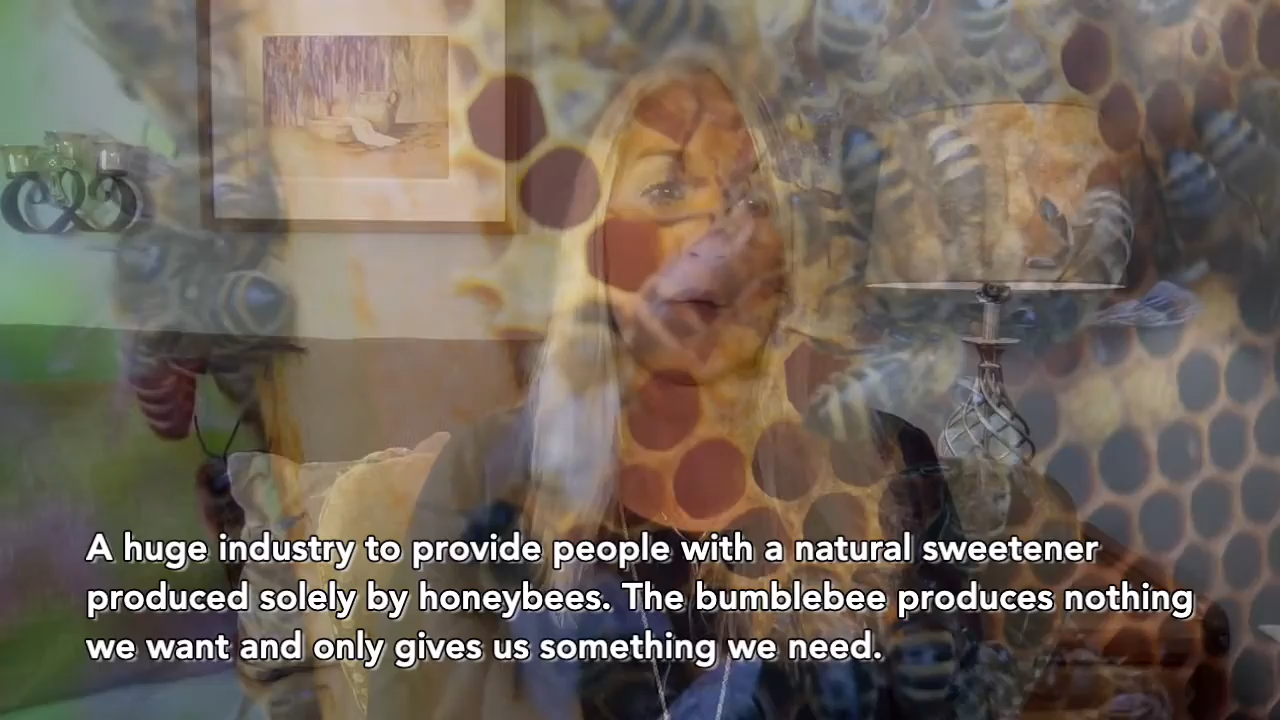 A huge industry to provide people with a natural sweetener
produced solely by honeybees. The bumblebee produces nothing
we want and only gives us something we need.